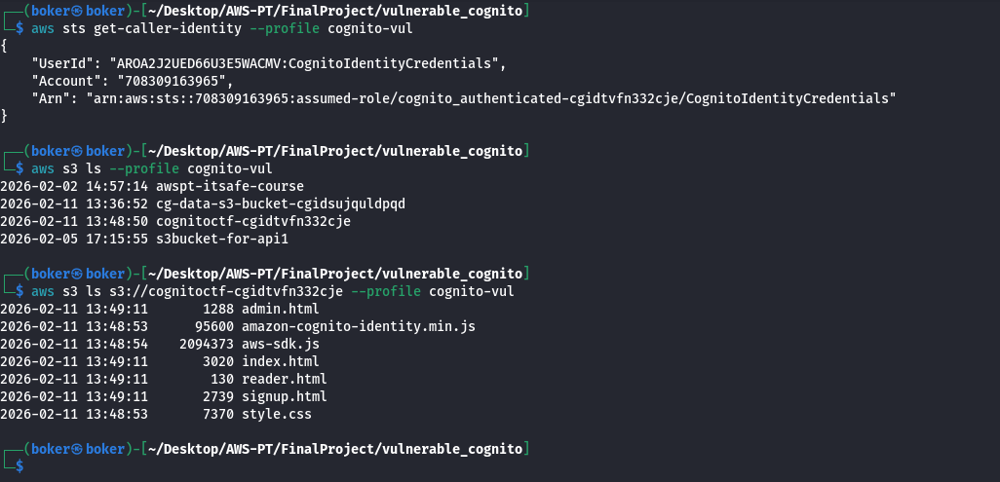 ┌──(boker㉿boker)-[~/Desktop/AWS-PT/FinalProject/vulnerable_cognito]
└─$ aws sts get-caller-identity --profile cognito-vul
{
    "UserId": "AROA2J2UED66U3E5WACMV:CognitoIdentityCredentials",
    "Account": "708309163965",
    "Arn": "arn:aws:sts::708309163965:assumed-role/cognito_authenticated-cgidtvfn332cje/CognitoIdentityCredentials"
}
┌──(boker㉿boker)-[~/Desktop/AWS-PT/FinalProject/vulnerable_cognito]
└─$ aws s3 ls --profile cognito-vul
2026-02-02 14:57:14 awspt-itsafe-course
2026-02-11 13:36:52 cg-data-s3-bucket-cgidsujquldpqd
2026-02-11 13:48:50 cognitoctf-cgidtvfn332cje
2026-02-05 17:15:55 s3bucket-for-api1
┌──(boker㉿boker)-[~/Desktop/AWS-PT/FinalProject/vulnerable_cognito]
└─$ aws s3 ls s3://cognitoctf-cgidtvfn332cje --profile cognito-vul
2026-02-11 13:49:11       1288 admin.html
2026-02-11 13:48:53      95600 amazon-cognito-identity.min.js
2026-02-11 13:48:54    2094373 aws-sdk.js
2026-02-11 13:49:11       3020 index.html
2026-02-11 13:49:11        130 reader.html
2026-02-11 13:49:11       2739 signup.html
2026-02-11 13:48:53       7370 style.css
┌──(boker㉿boker)-[~/Desktop/AWS-PT/FinalProject/vulnerable_cognito]
└─$